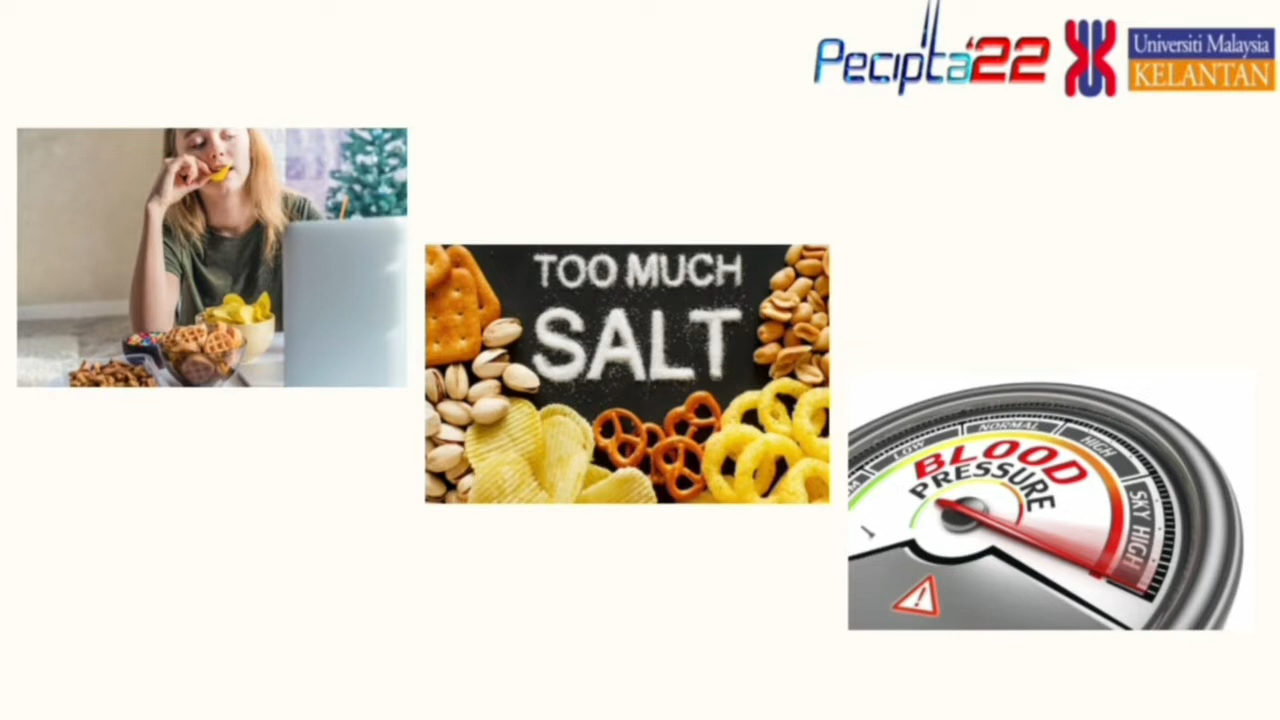 Pecipta'22
Universiti Malaysia
KELANTAN
TOO MUCH
SALT
LOW
NORMAL
HIGH
SKY HIGH
BLOOD
PRESSURE